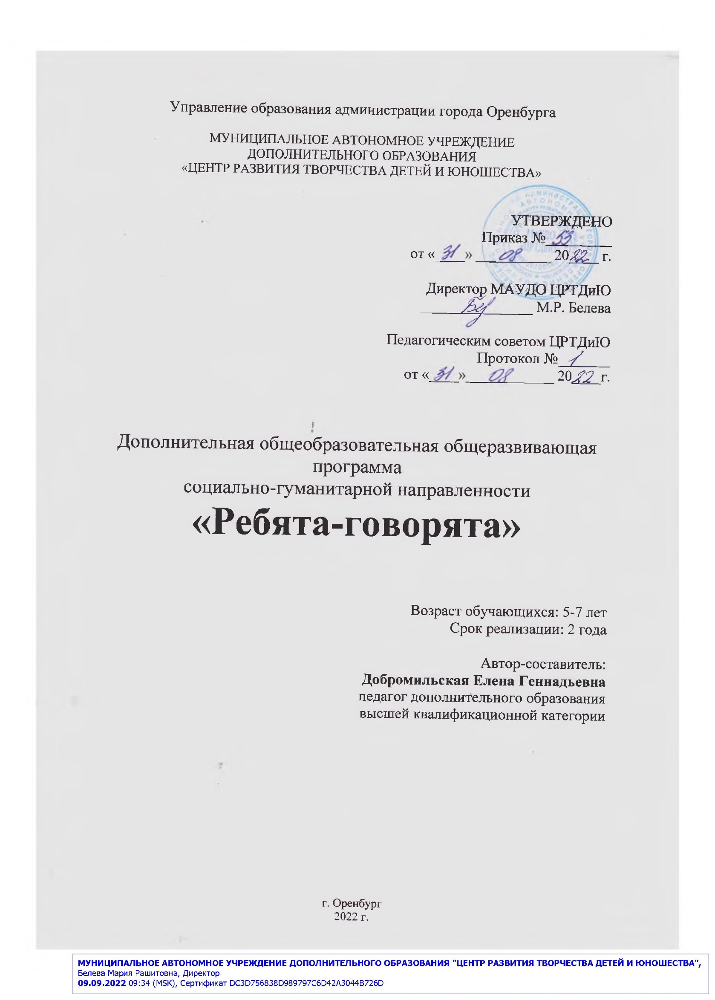 Управление образования администрации города Оренбурга
МУНИЦИПАЛЬНОЕ АВТОНОМНОЕ УЧРЕЖДЕНИЕ
ДОПОЛНИТЕЛЬНОГО ОБРАЗОВАНИЯ
«ЦЕНТР РАЗВИТИЯ ТВОРЧЕСТВА ДЕТЕЙ И ЮНОШЕСТВА»
УТВЕРЖДЕНО
Приказ № 53
от «31» 08 2022 г.
Директор МАУДО ЦРТДиЮ
М.Р. Белева
Педагогическим советом ЦРТДиЮ
Протокол № 1
от «31» 08 2022 г.
Дополнительная общеобразовательная общеразвивающая
программа
социально-гуманитарной направленности
«Ребята-говорята»
Возраст обучающихся: 5-7 лет
Срок реализации: 2 года
Автор-составитель:
Добромильская Елена Геннадьевна
педагог дополнительного образования
высшей квалификационной категории
г. Оренбург
2022 г.
МУНИЦИПАЛЬНОЕ АВТОНОМНОЕ УЧРЕЖДЕНИЕ ДОПОЛНИТЕЛЬНОГО ОБРАЗОВАНИЯ "ЦЕНТР РАЗВИТИЯ ТВОРЧЕСТВА ДЕТЕЙ И ЮНОШЕСТВА",
Белева Мария Рашитовна, Директор
09.09.2022 09:34 (MSK), Сертификат DC3D756838D989797C6D42A3044B726D